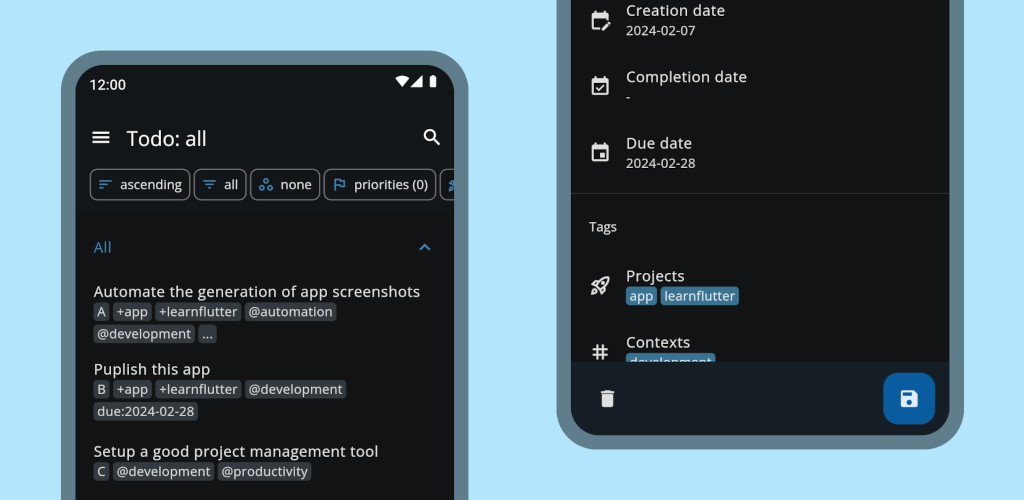 12:00
Todo: all
ascending
all
none
priorities (0)
All
Automate the generation of app screenshots
A +app +learnflutter @automation
@development ...
Puplish this app
B +app +learnflutter @development
due:2024-02-28
Setup a good project management tool
C @development @productivity
Creation date
2024-02-07
Completion date
-
Due date
2024-02-28
Tags
Projects
app learnflutter
Contexts
development